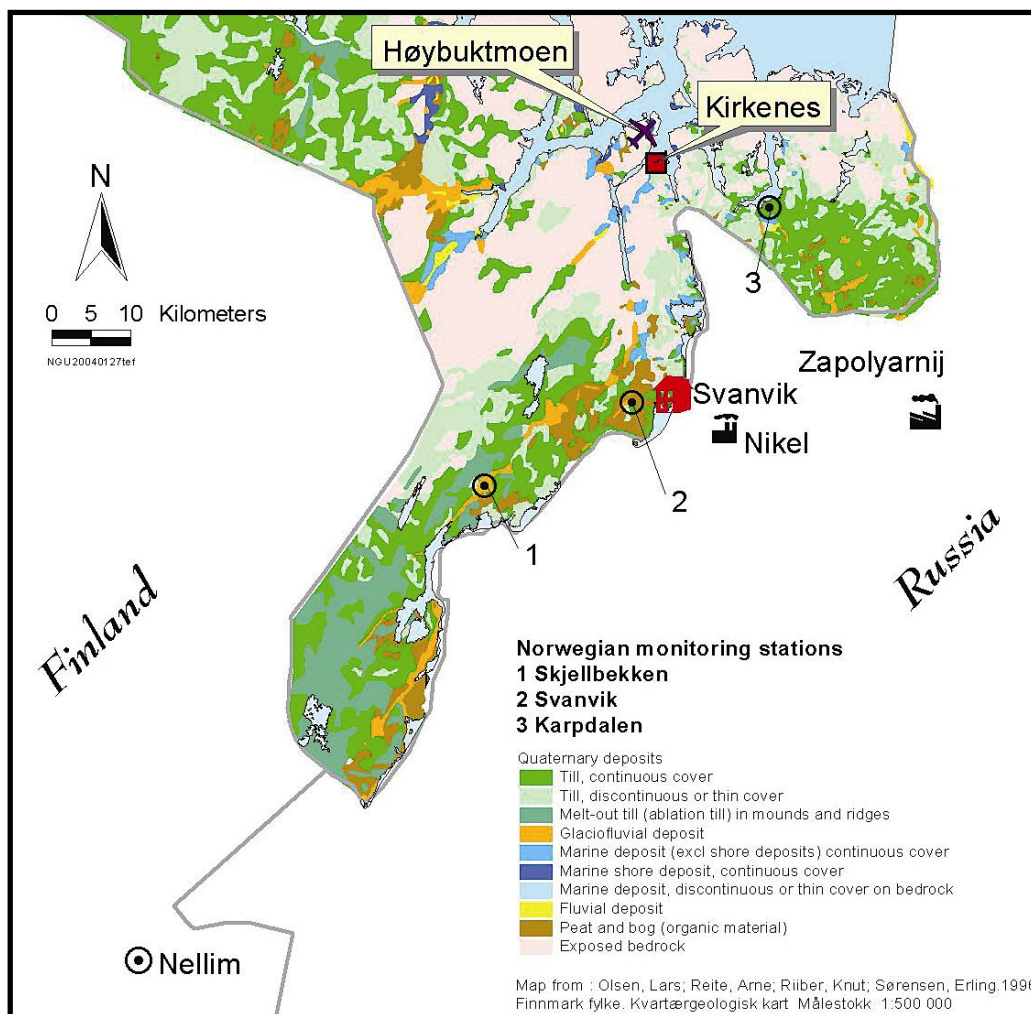 Høybuktmoen
Kirkenes
N
0 5 10 Kilometers
NGU20040127tef
3
Zapolyarnij
Svanvik
Nikel
2
1
Finland
Russia
Norwegian monitoring stations
1 Skjellbekken
2 Svanvik
3 Karpdalen
Quaternary deposits
Till, continuous cover
Till, discontinuous or thin cover
Melt-out till (ablation till) in mounds and ridges
Glaciofluvial deposit
Marine deposit (excl shore deposits) continuous cover
Marine shore deposit, continuous cover
Marine deposit, discontinuous or thin cover on bedrock
Fluvial deposit
Peat and bog (organic material)
Exposed bedrock
Nellim
Map from : Olsen, Lars; Reite, Arne; Riiber, Knut; Sørensen, Erling.1996
Finnmark fylke. Kvartærgeologisk kart Målestokk 1:500 000